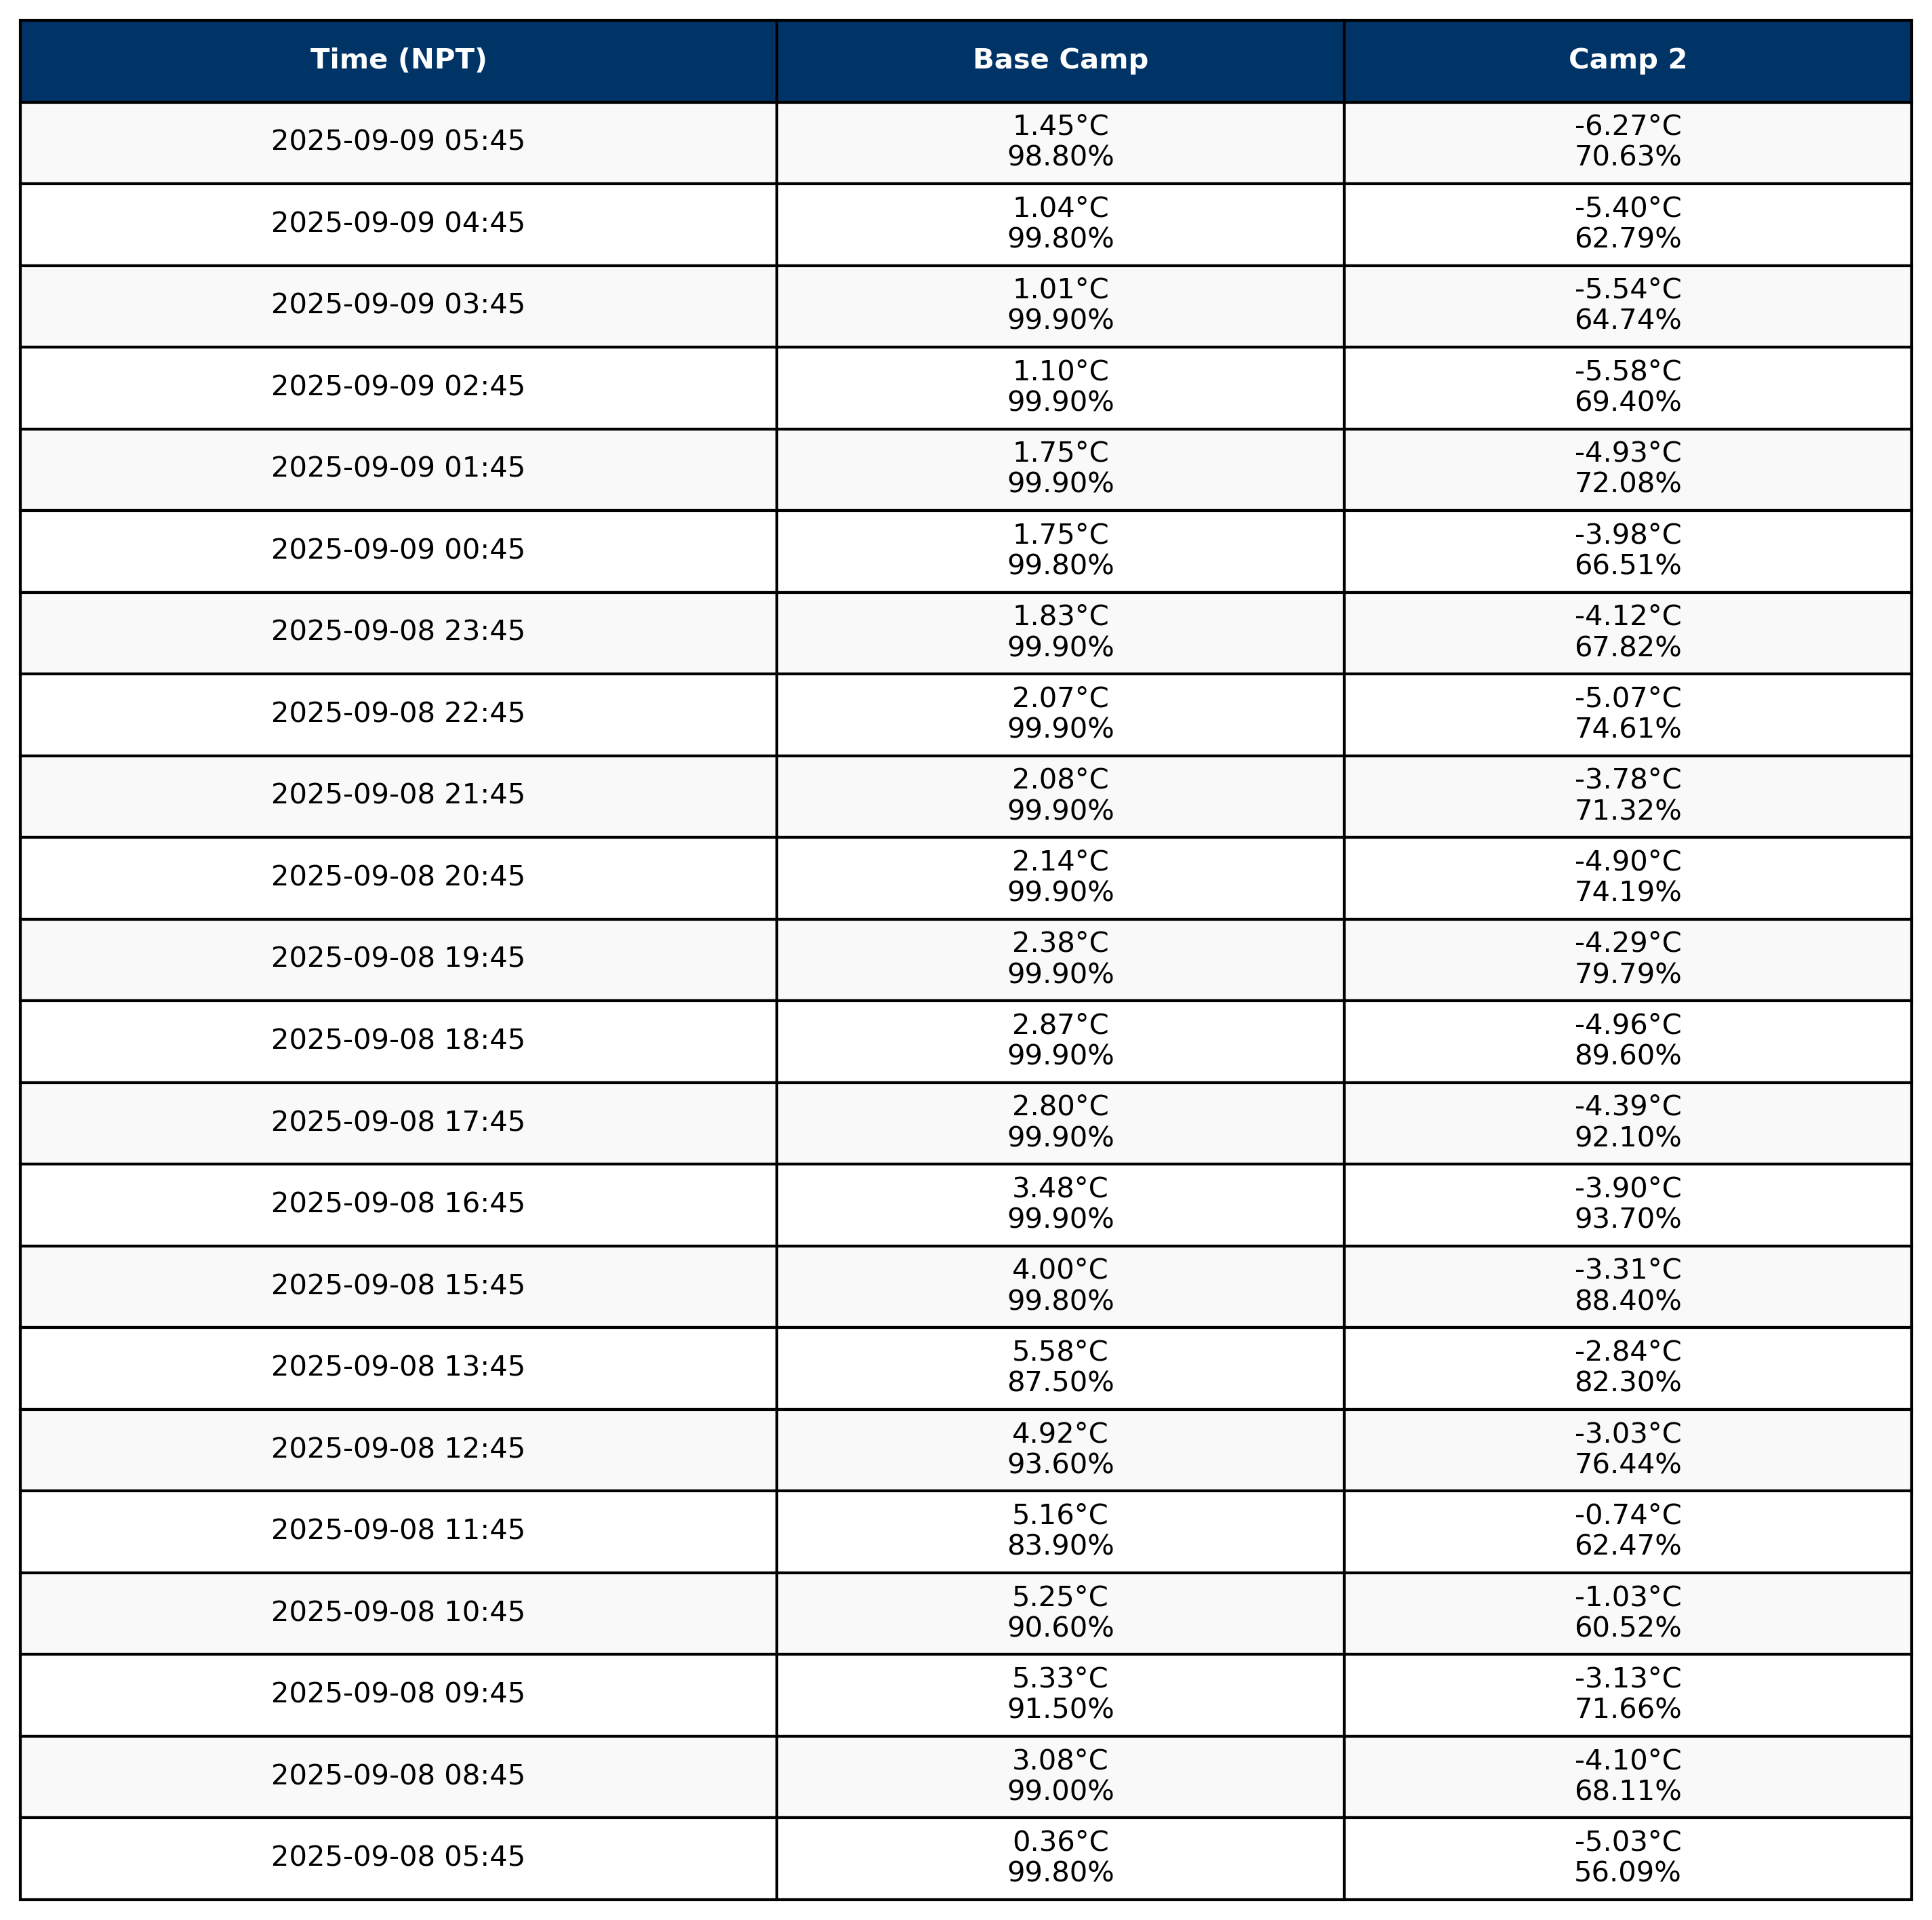 Time (NPT) Base Camp Camp 2
2025-09-09 05:45 1.45°C -6.27°C
98.80% 70.63%
2025-09-09 04:45 1.04°C -5.40°C
99.80% 62.79%
2025-09-09 03:45 1.01°C -5.54°C
99.90% 64.74%
2025-09-09 02:45 1.10°C -5.58°C
99.90% 69.40%
2025-09-09 01:45 1.75°C -4.93°C
99.90% 72.08%
2025-09-09 00:45 1.75°C -3.98°C
99.80% 66.51%
2025-09-08 23:45 1.83°C -4.12°C
99.90% 67.82%
2025-09-08 22:45 2.07°C -5.07°C
99.90% 74.61%
2025-09-08 21:45 2.08°C -3.78°C
99.90% 71.32%
2025-09-08 20:45 2.14°C -4.90°C
99.90% 74.19%
2025-09-08 19:45 2.38°C -4.29°C
99.90% 79.79%
2025-09-08 18:45 2.87°C -4.96°C
99.90% 89.60%
2025-09-08 17:45 2.80°C -4.39°C
99.90% 92.10%
2025-09-08 16:45 3.48°C -3.90°C
99.90% 93.70%
2025-09-08 15:45 4.00°C -3.31°C
99.80% 88.40%
2025-09-08 13:45 5.58°C -2.84°C
87.50% 82.30%
2025-09-08 12:45 4.92°C -3.03°C
93.60% 76.44%
2025-09-08 11:45 5.16°C -0.74°C
83.90% 62.47%
2025-09-08 10:45 5.25°C -1.03°C
90.60% 60.52%
2025-09-08 09:45 5.33°C -3.13°C
91.50% 71.66%
2025-09-08 08:45 3.08°C -4.10°C
99.00% 68.11%
2025-09-08 05:45 0.36°C -5.03°C
99.80% 56.09%